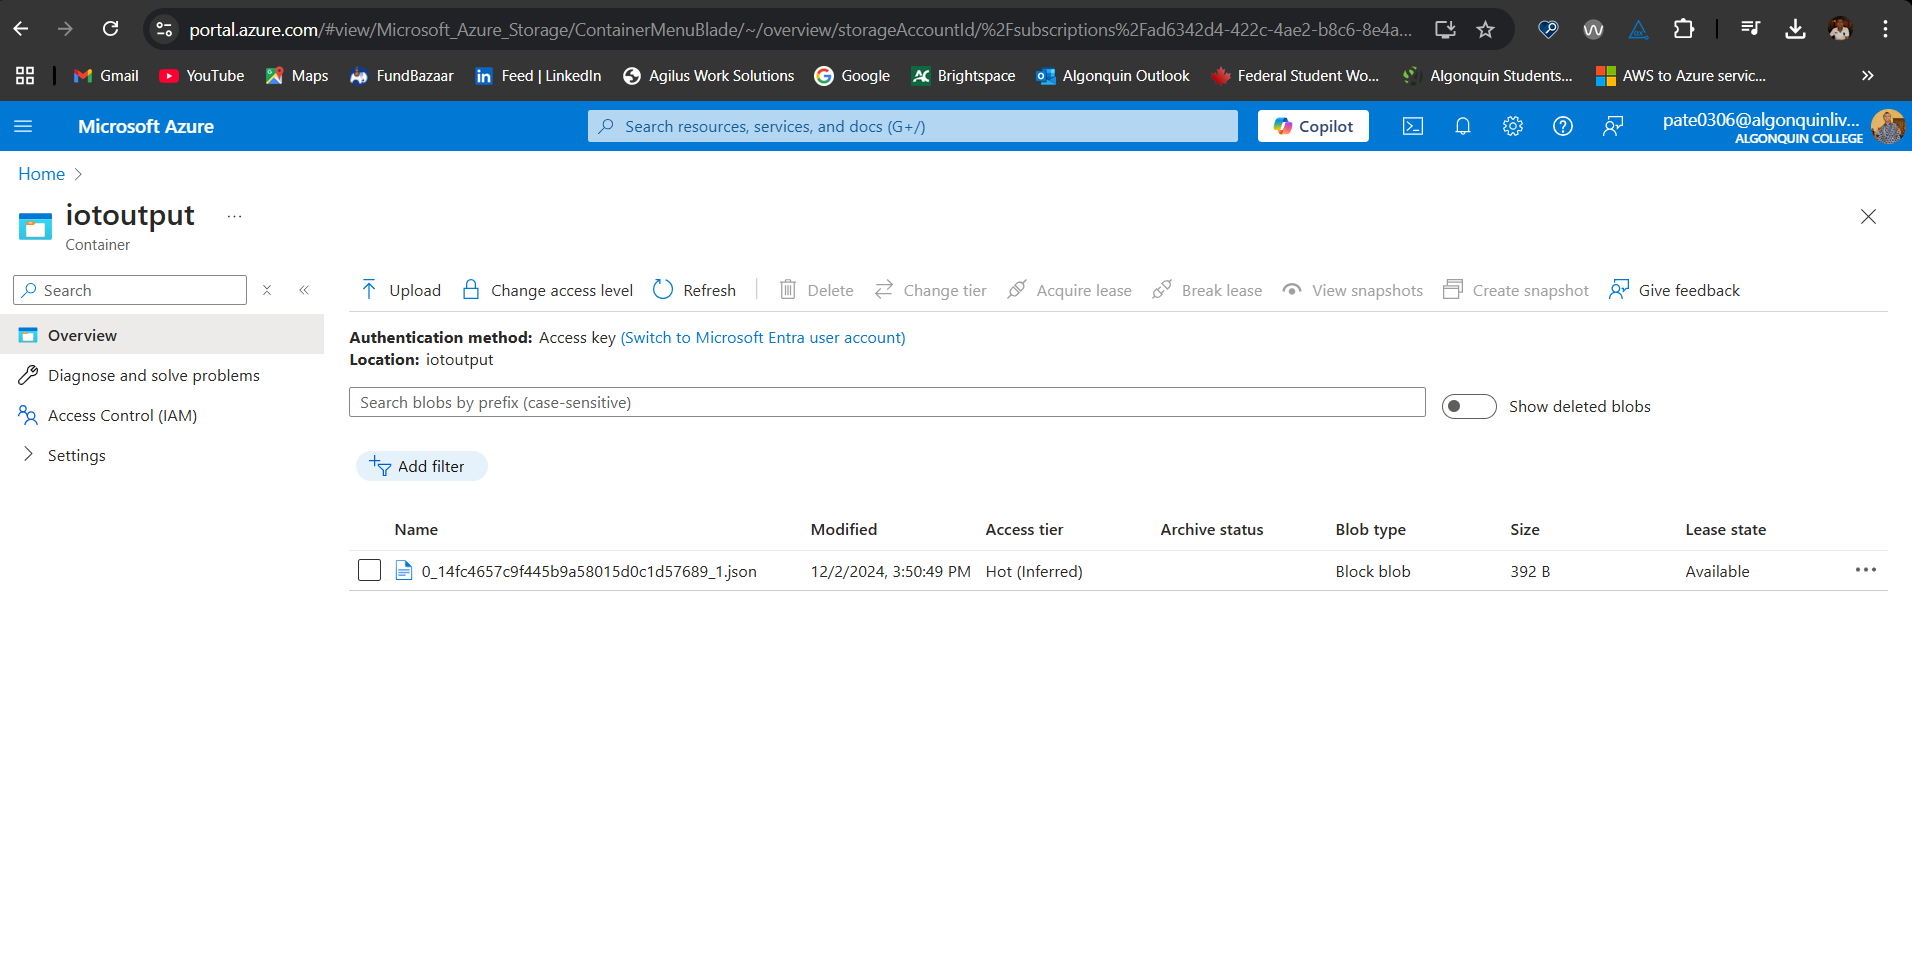 portal.azure.com/#view/Microsoft_Azure_Storage/ContainerMenuBlade/~/overview/storageAccountId/%2Fsubscriptions%2Fad6342d4-422c-4ae2-b8c6-8e4a...
Gmail YouTube Maps FundBazaar Feed | LinkedIn Agilus Work Solutions Google Brightspace Algonquin Outlook Federal Student Wo... Algonquin Students... AWS to Azure servic... »
Microsoft Azure Search resources, services, and docs (G+/) Copilot pate0306@algonquinliv...
ALGONQUIN COLLEGE
Home >
iotoutput ...
Container
Search
Upload Change access level Refresh Delete Change tier Acquire lease Break lease View snapshots Create snapshot Give feedback
Overview
Diagnose and solve problems
Access Control (IAM)
Settings
Authentication method: Access key (Switch to Microsoft Entra user account)
Location: iotoutput
Search blobs by prefix (case-sensitive) Show deleted blobs
Add filter
Name Modified Access tier Archive status Blob type Size Lease state
0_14fc4657c9f445b9a58015d0c1d57689_1.json 12/2/2024, 3:50:49 PM Hot (Inferred) Block blob 392 B Available ...